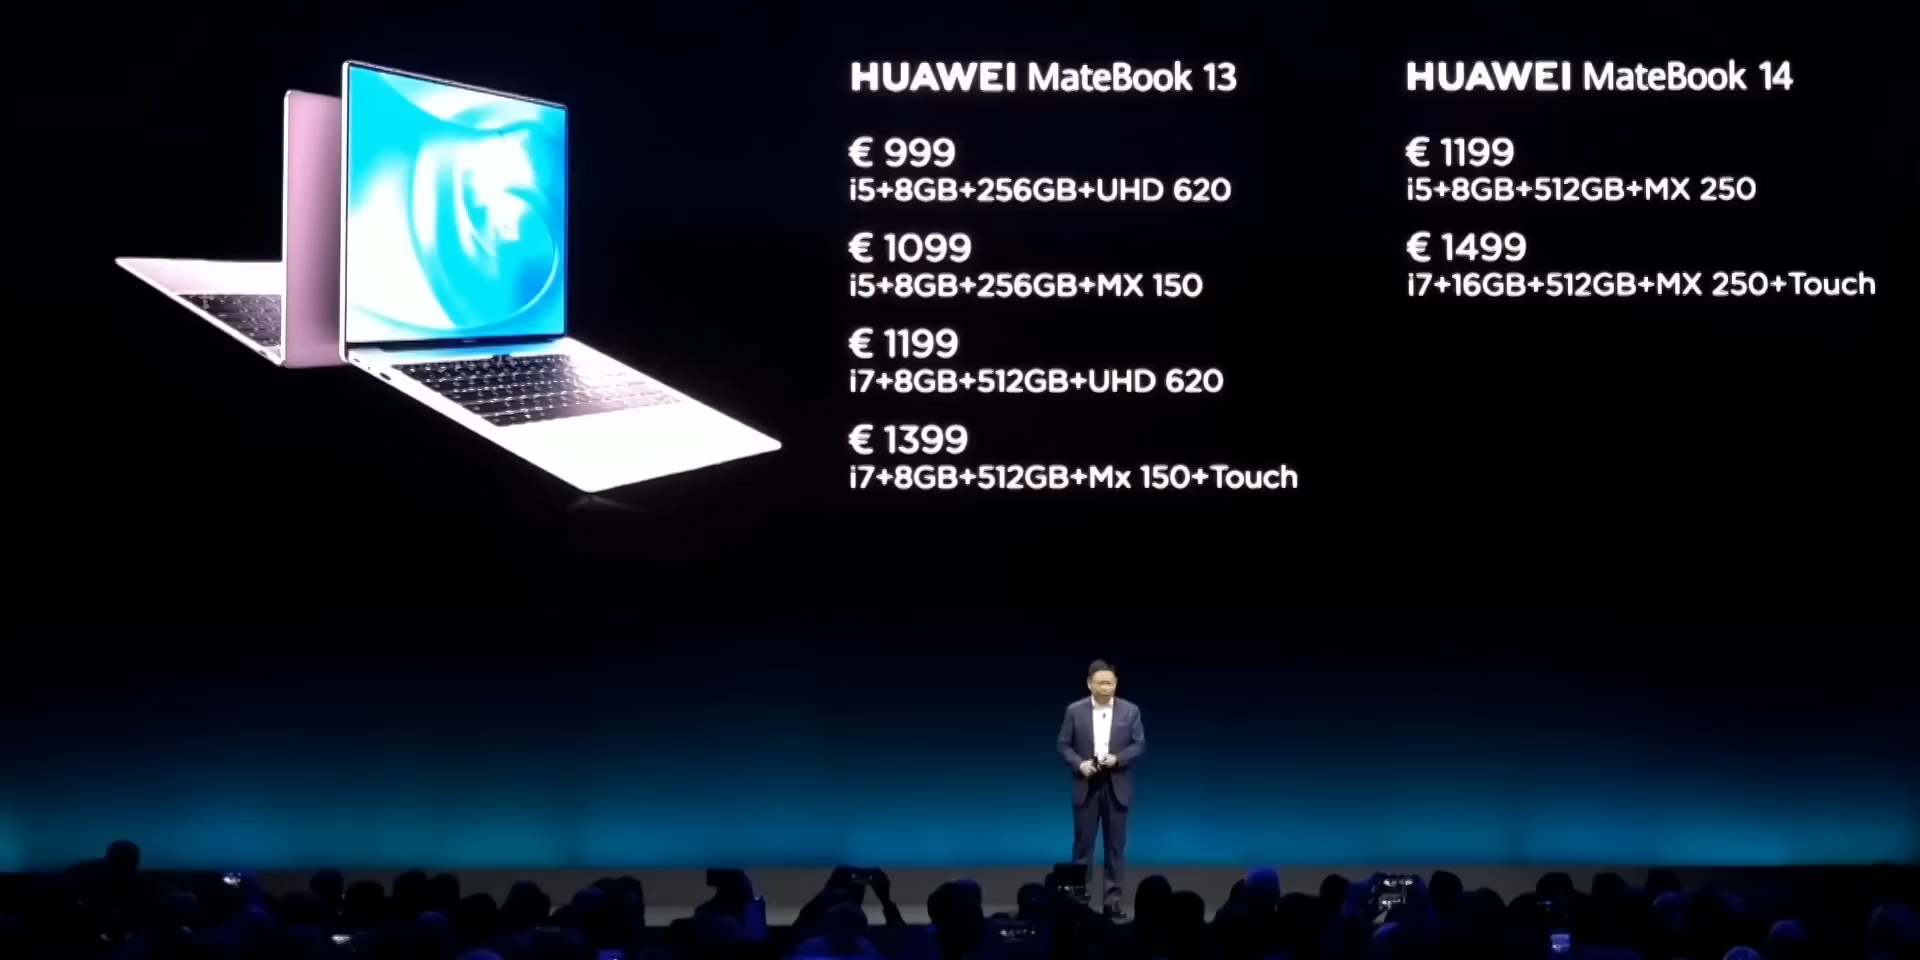 HUAWEI MateBook 13
€ 999
i5+8GB+256GB+UHD 620
€ 1099
i5+8GB+256GB+MX 150
€ 1199
i7+8GB+512GB+UHD 620
€ 1399
i7+8GB+512GB+Mx 150+Touch
HUAWEI MateBook 14
€ 1199
i5+8GB+512GB+MX 250
€ 1499
i7+16GB+512GB+MX 250+Touch